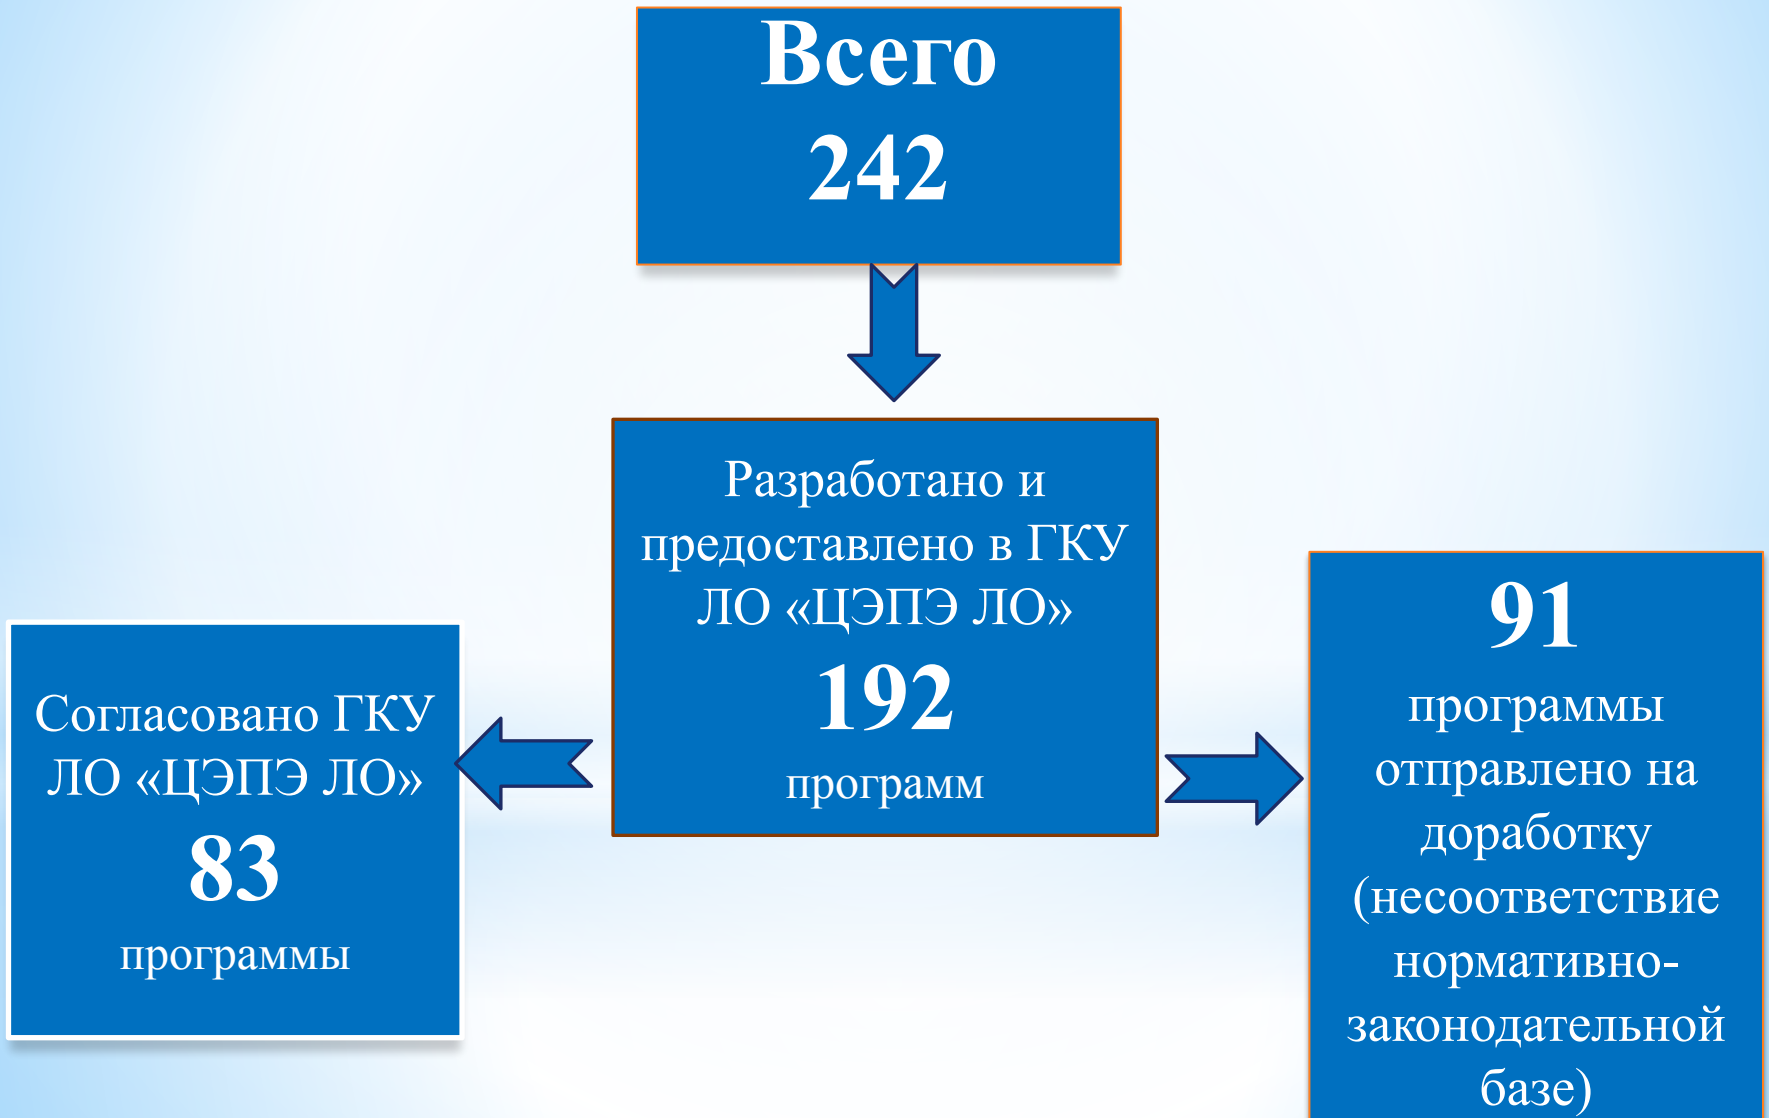 Всего
242
Разработано и
предоставлено в ГКУ
ЛО «ЦЭПЭ ЛО»
192
программ
Согласовано ГКУ
ЛО «ЦЭПЭ ЛО»
83
программы
91
программы
отправлено на
доработку
(несоответствие
нормативно-
законодательной
базе)